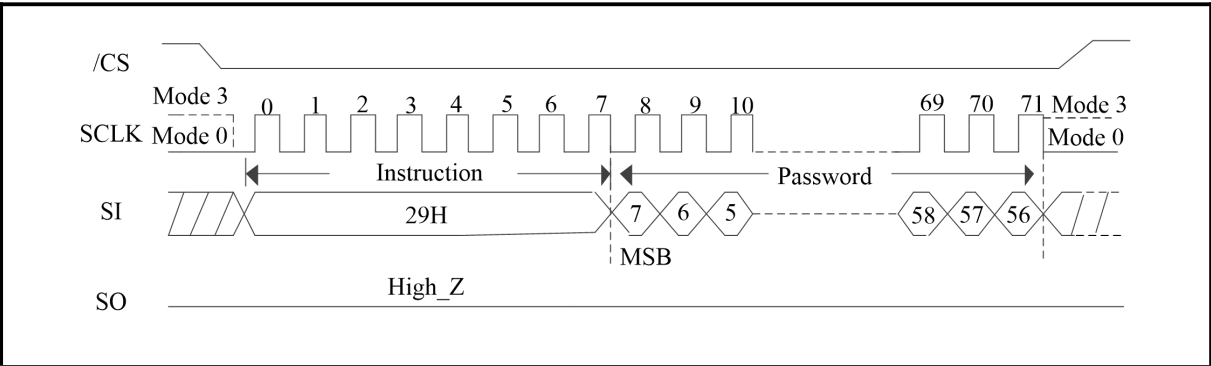 /CS
Mode 3 0 1 2 3 4 5 6 7 8 9 10 69 70 71 Mode 3
SCLK Mode 0 Mode 0
Instruction Password
SI 29H 7 6 5 58 57 56
MSB
High_Z
SO